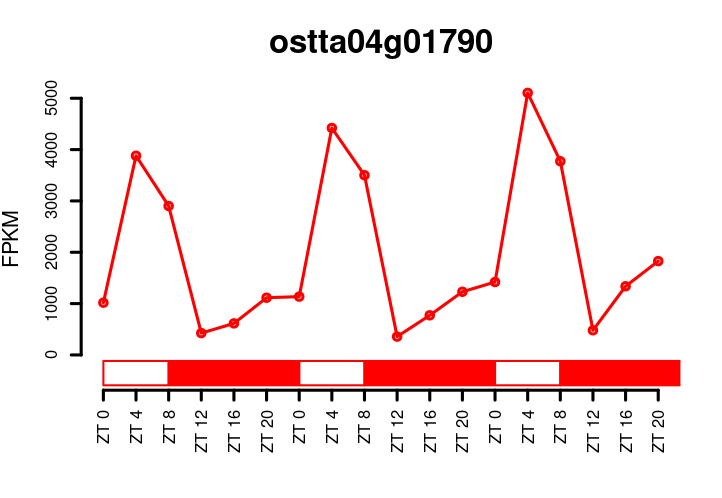 ostta04g01790
FPKM
5000
4000
3000
2000
1000
0
ZT 0
ZT 4
ZT 8
ZT 12
ZT 16
ZT 20
ZT 0
ZT 4
ZT 8
ZT 12
ZT 16
ZT 20
ZT 0
ZT 4
ZT 8
ZT 12
ZT 16
ZT 20